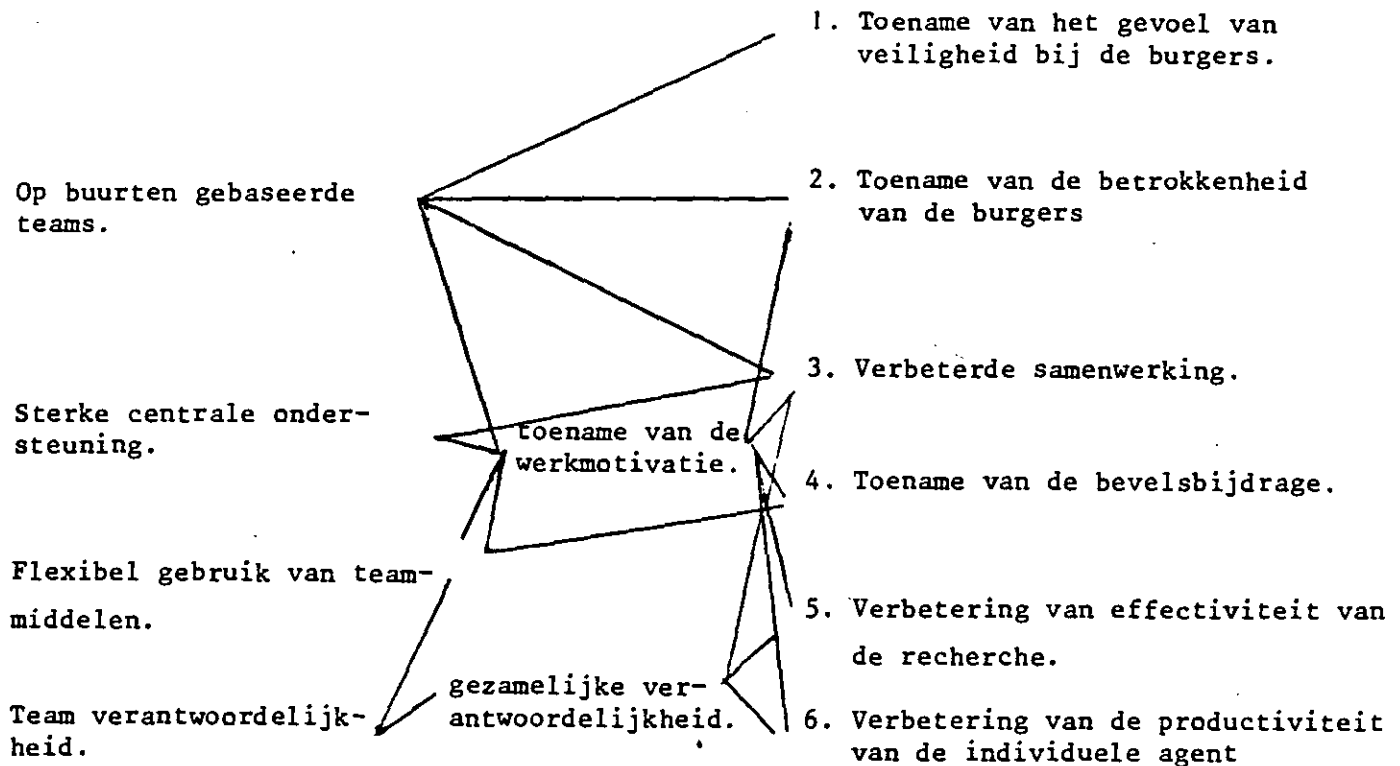 Op buurten gebaseerde
teams.
Sterke centrale onder-
steuning.
Flexibel gebruik van team-
middelen.
Team verantwoordelijk-
heid.
toename van de
werkmotivatie.
gezamelijke ver-
antwoordelijkheid.
1. Toename van het gevoel van
veiligheid bij de burgers.
2. Toename van de betrokkenheid
van de burgers
3. Verbeterde samenwerking.
4. Toename van de bevelsbijdrage.
5. Verbetering van effectiviteit van
de recherche.
6. Verbetering van de productiviteit
van de individuele agent